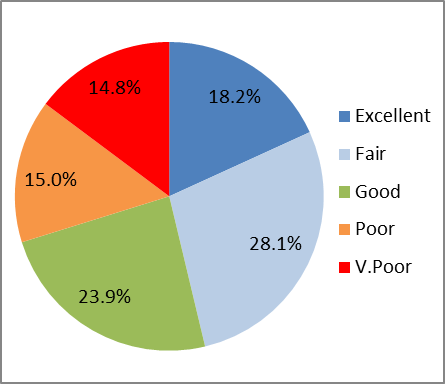 14.8%
18.2%
15.0%
28.1%
23.9%
Excellent
Fair
Good
Poor
V.Poor